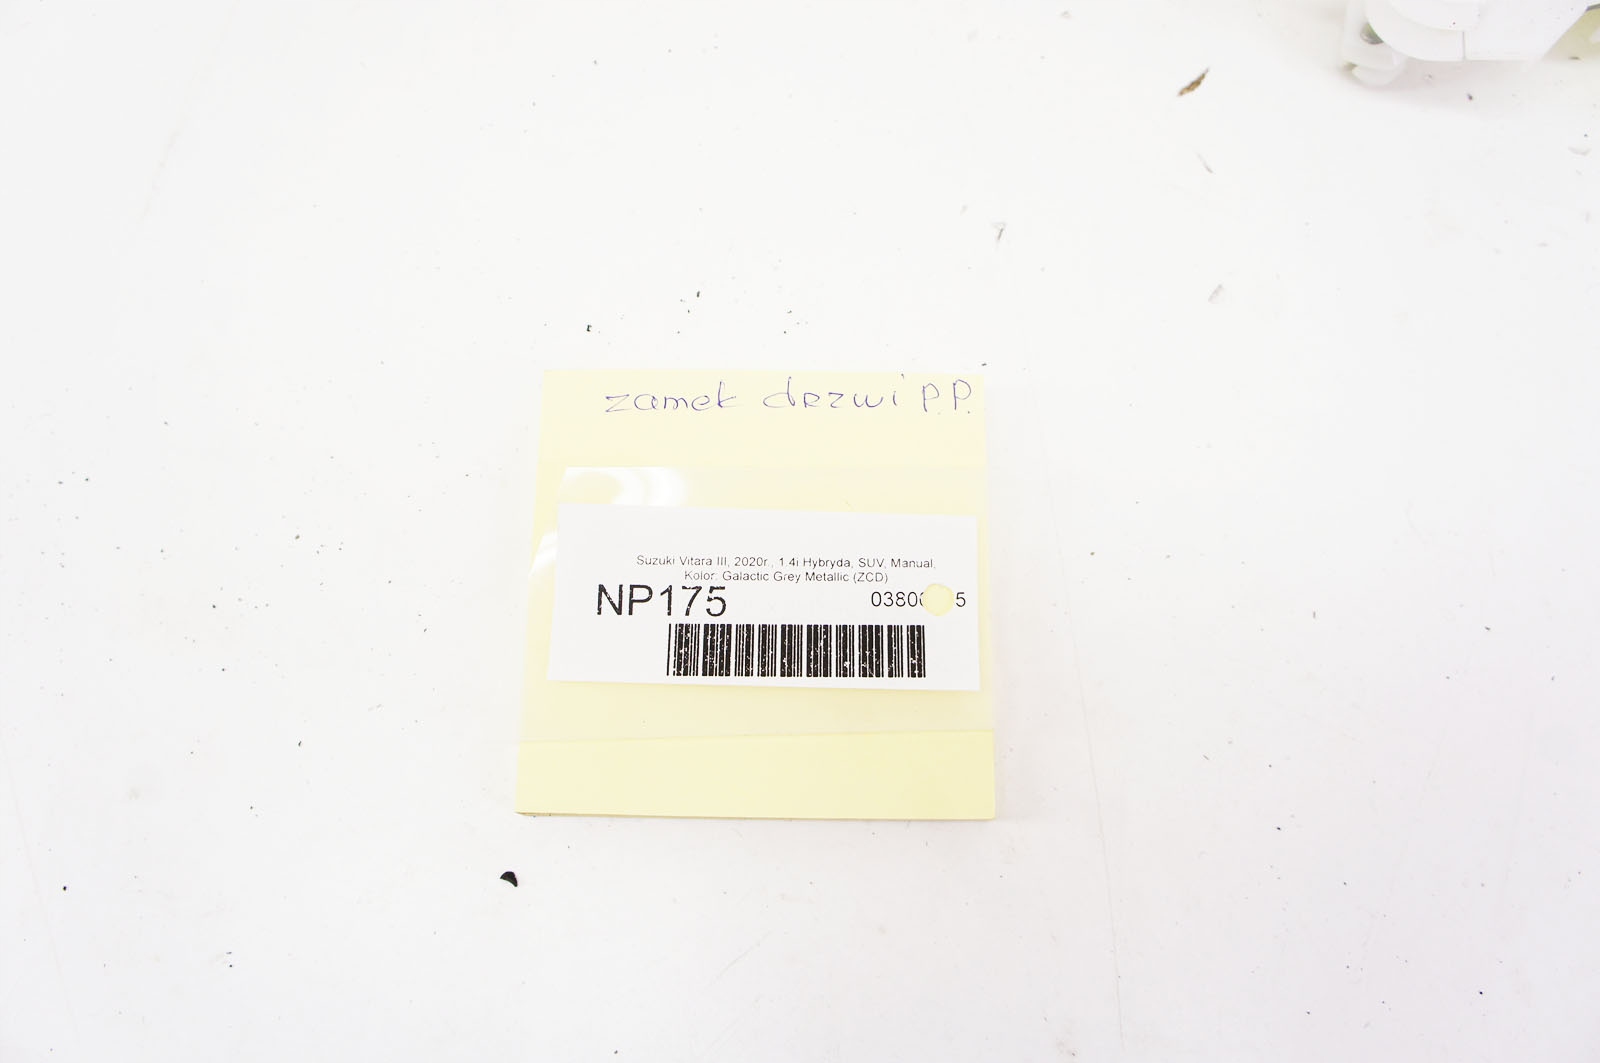 zamek drzwi P.P.
Suzuki Vitara III, 2020r., 1.4i Hybryda, SUV, Manual,
Kolor: Galactic Grey Metallic (ZCD)
NP175